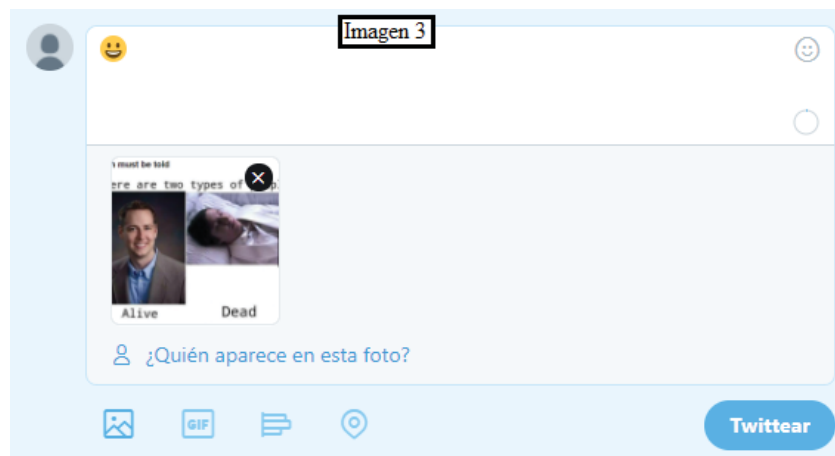 Imagen 3
must be told
ere are two types of
Alive Dead
¿Quién aparece en esta foto?
GIF
Twittear